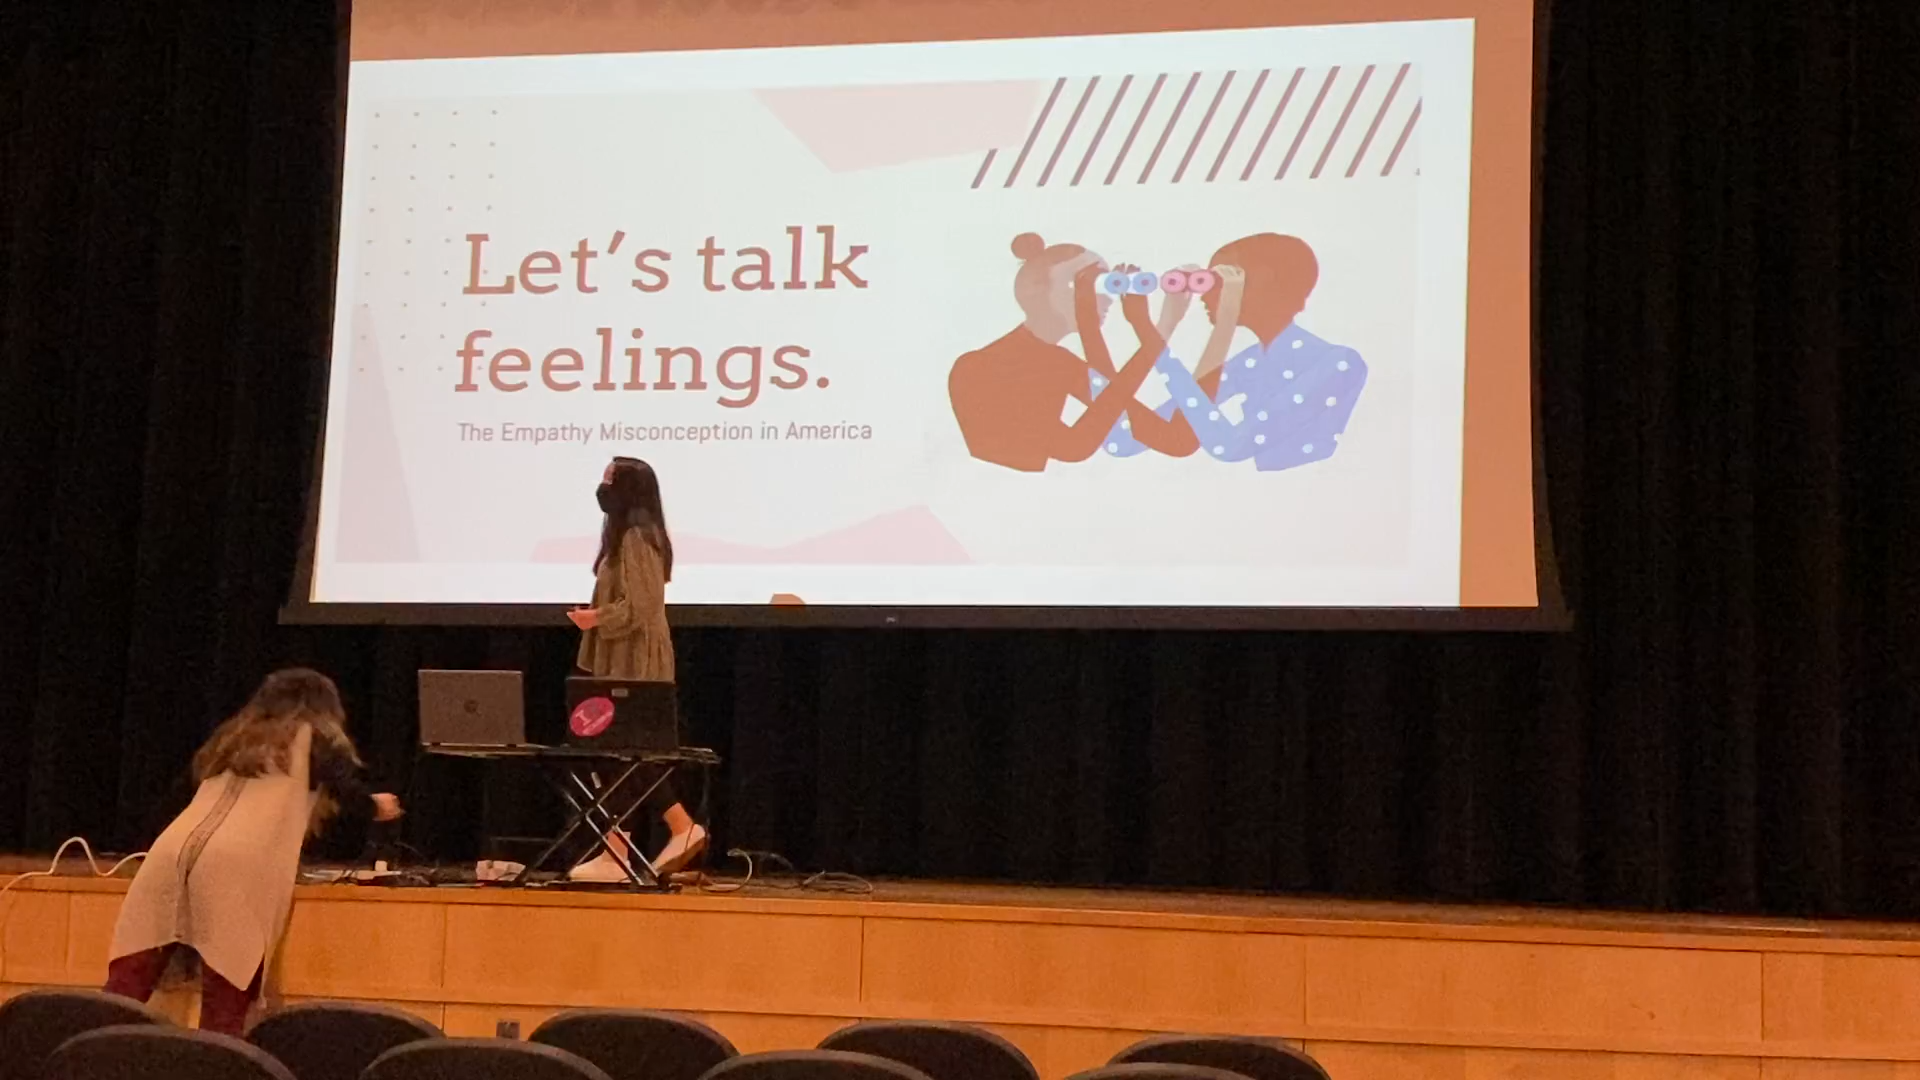 Let's talk
feelings.
The Empathy Misconception in America